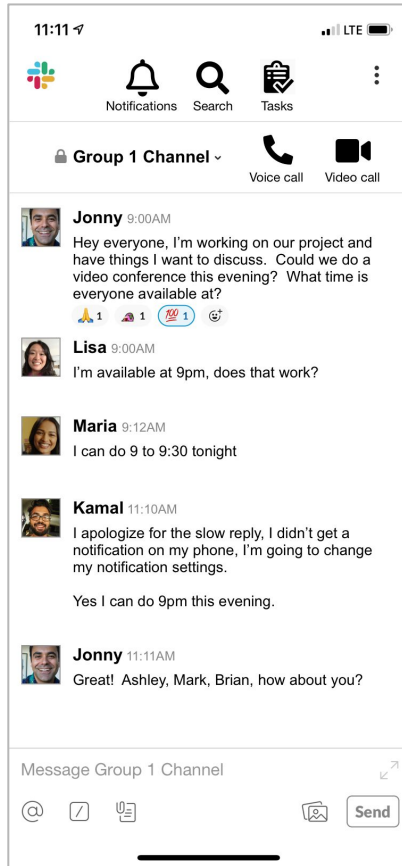 11:11
LTE
Notifications
Search
Tasks
Group 1 Channel
Voice call
Video call
Jonny 9:00AM
Hey everyone, I'm working on our project and
have things I want to discuss.  Could we do a
video conference this evening?  What time is
everyone available at?
1
1
100 1
Lisa 9:00AM
I'm available at 9pm, does that work?
Maria 9:12AM
I can do 9 to 9:30 tonight
Kamal 11:10AM
I apologize for the slow reply, I didn't get a
notification on my phone, I'm going to change
my notification settings.
Yes I can do 9pm this evening.
Jonny 11:11AM
Great!  Ashley, Mark, Brian, how about you?
Message Group 1 Channel
@
/
Send